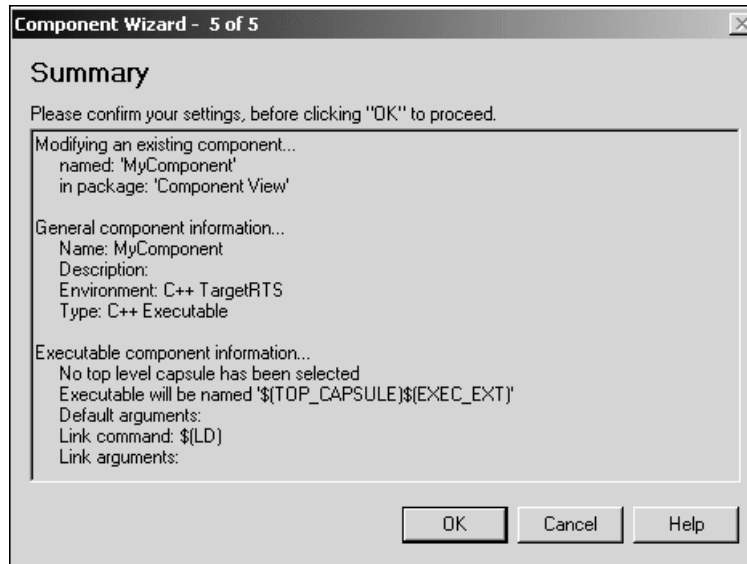 Component Wizard - 5 of 5
Summary
Please confirm your settings, before clicking "OK" to proceed.
Modifying an existing component...
named: 'MyComponent'
in package: 'Component View'
General component information...
Name: MyComponent
Description:
Environment: C++ TargetRTS
Type: C++ Executable
Executable component information...
No top level capsule has been selected
Executable will be named '$(TOP_CAPSULE)$(EXEC_EXT)'
Default arguments:
Link command: $(LD)
Link arguments:
OK Cancel Help